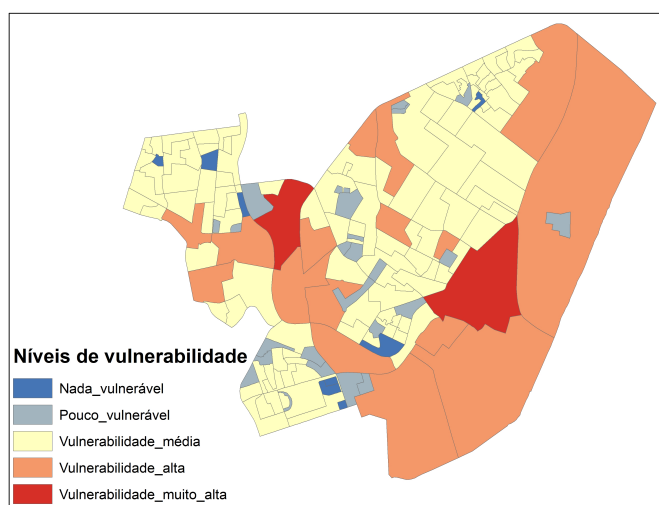 Níveis de vulnerabilidade
Nada_vulnerável
Pouco_vulnerável
Vulnerabilidade_média
Vulnerabilidade_alta
Vulnerabilidade_muito_alta